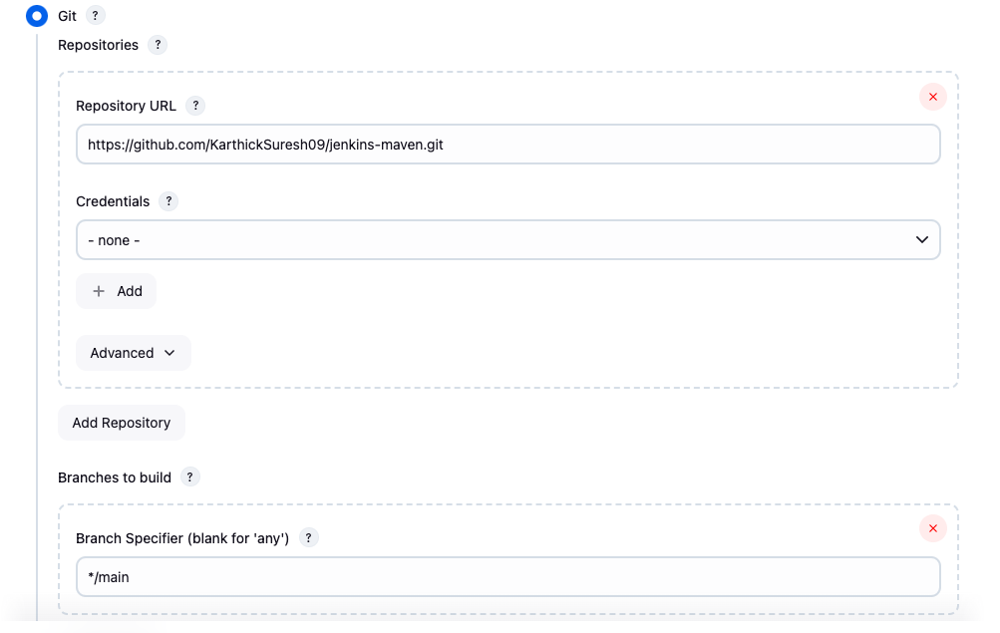 Git ?
Repositories ?
Repository URL ?
https://github.com/KarthickSuresh09/jenkins-maven.git
Credentials ?
- none -
Add
Advanced
Add Repository
Branches to build ?
Branch Specifier (blank for 'any') ?
*/main